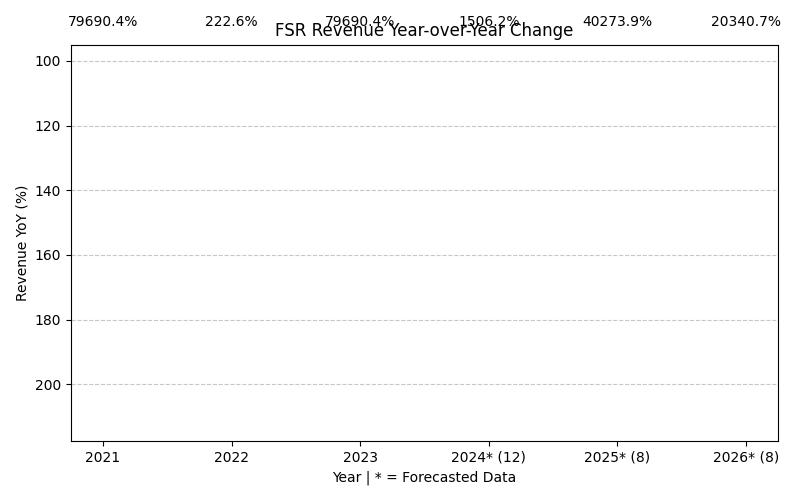 79690.4% 222.6% 79690.4% 1506.2% 40273.9% 20340.7%
FSR Revenue Year-over-Year Change
100
120
140
160
180
200
Revenue YoY (%)
2021 2022 2023 2024* (12) 2025* (8) 2026* (8)
Year | * = Forecasted Data